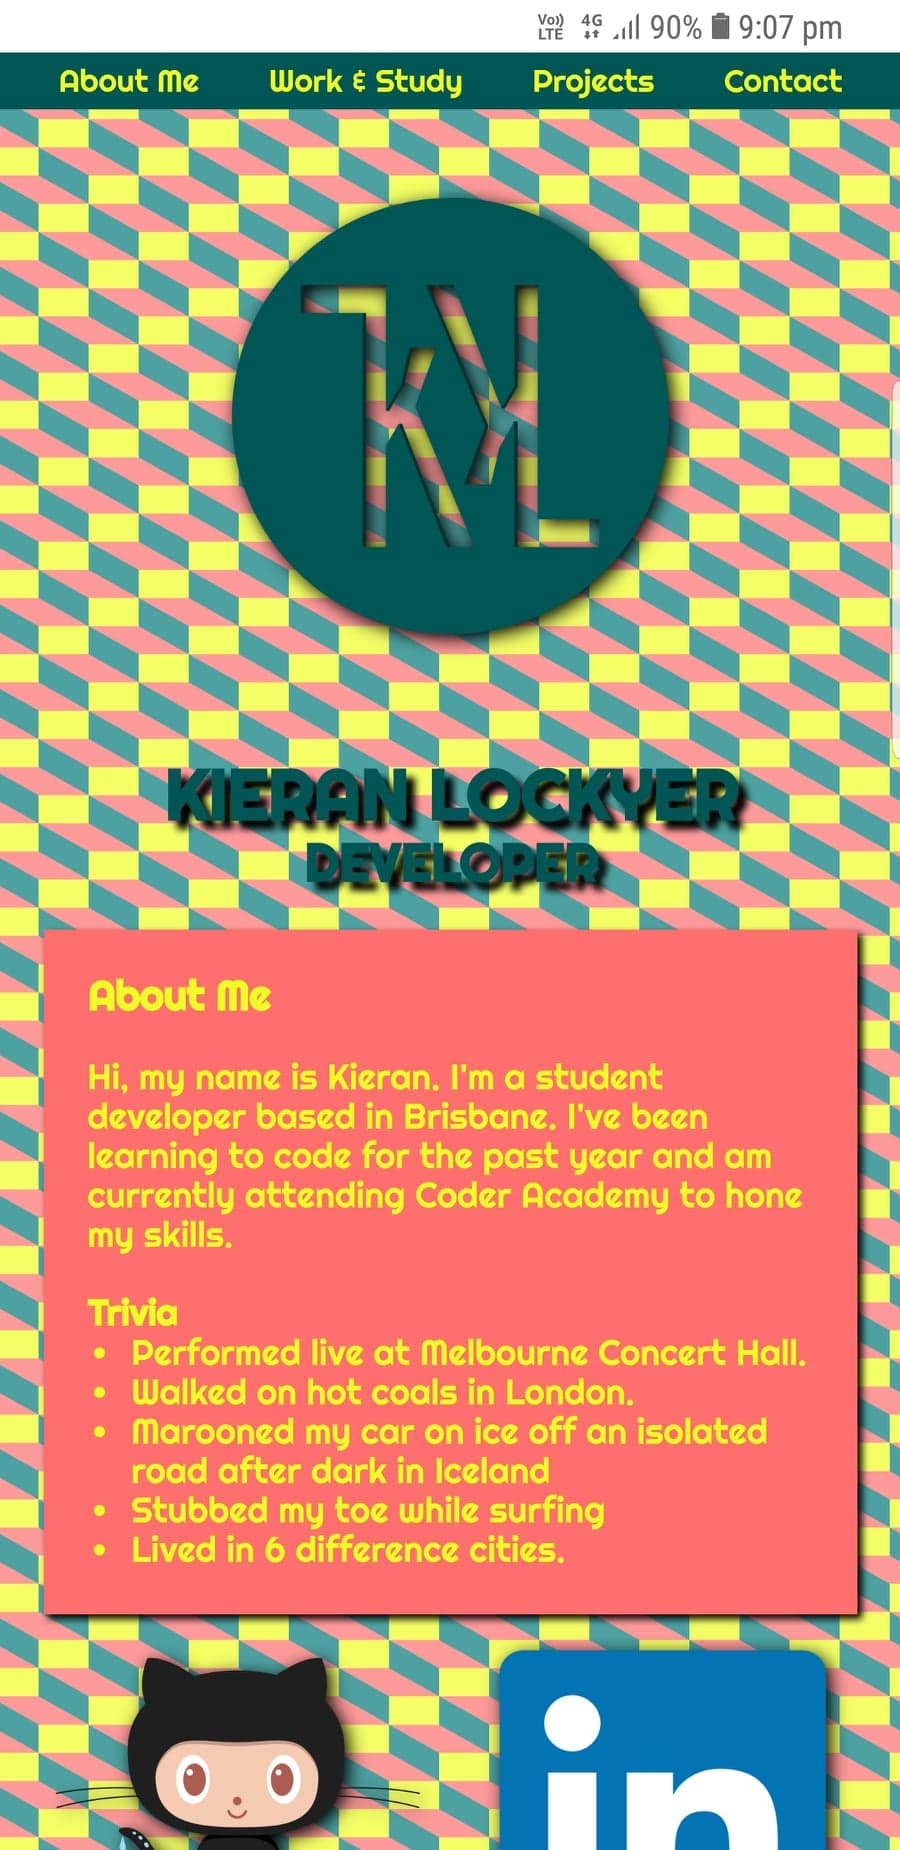 Vo)) LTE 4G 90% 9:07 pm
About Me Work & Study Projects Contact
KL
KIERAN LOCKYER
DEVELOPER
About Me
Hi, my name is Kieran. I'm a student
developer based in Brisbane. I've been
learning to code for the past year and am
currently attending Coder Academy to hone
my skills.
Trivia
• Performed live at Melbourne Concert Hall.
• Walked on hot coals in London.
• Marooned my car on ice off an isolated
road after dark in Iceland
• Stubbed my toe while surfing
• Lived in 6 difference cities.
in